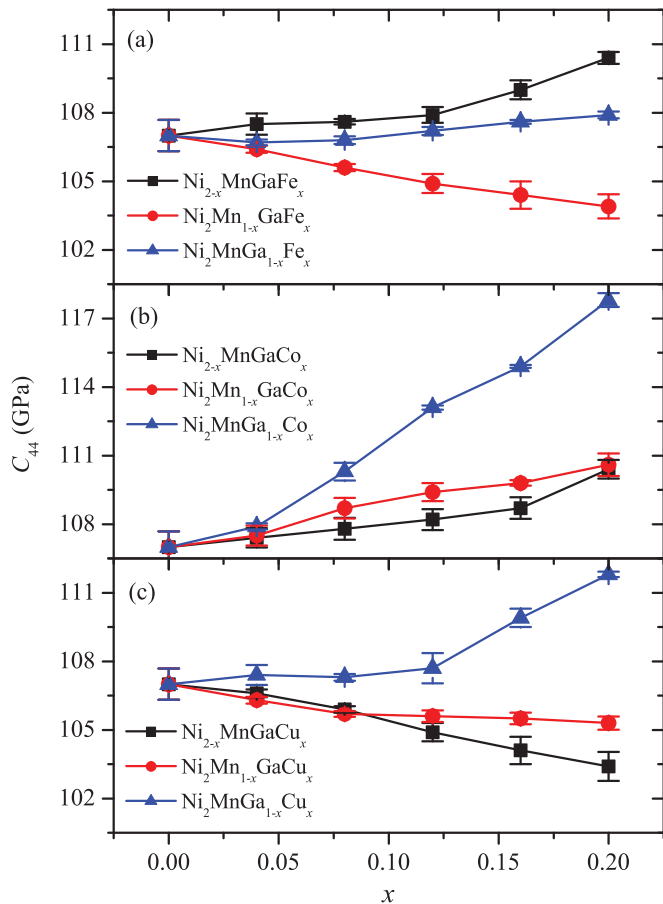 (a)
111
108
105
102
Ni2-xMnGaFex
Ni2Mn1-xGaFex
Ni2MnGa1-xFex
(b)
117
114
111
108
Ni2-xMnGaCox
Ni2Mn1-xGaCox
Ni2MnGa1-xCox
C44 (GPa)
(c)
111
108
105
102
Ni2-xMnGaCux
Ni2Mn1-xGaCux
Ni2MnGa1-xCux
0.00 0.05 0.10 0.15 0.20
x